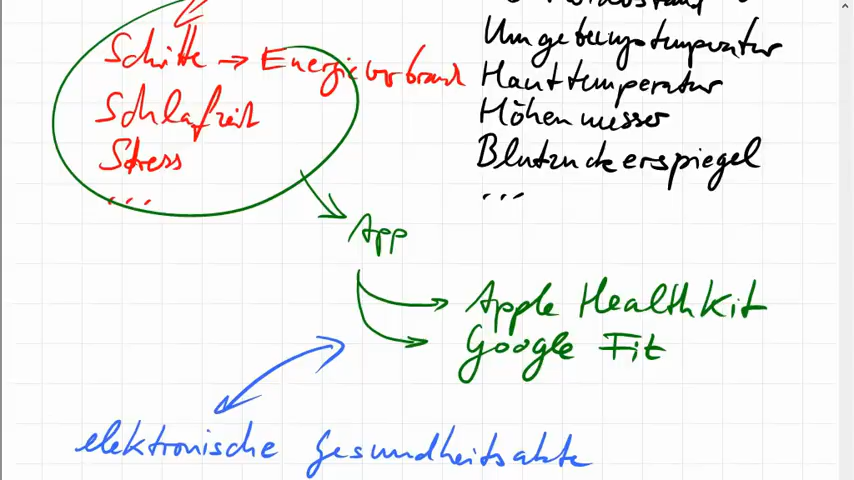 Schritte → Energieverbrauch
Schlafzeit
Stress
...
Umgebungstemperatur
Hauttemperatur
Höhenmesser
Blutzuckerspiegel
...
App
Apple HealthKit
Google Fit
elektronische Gesundheitsakte